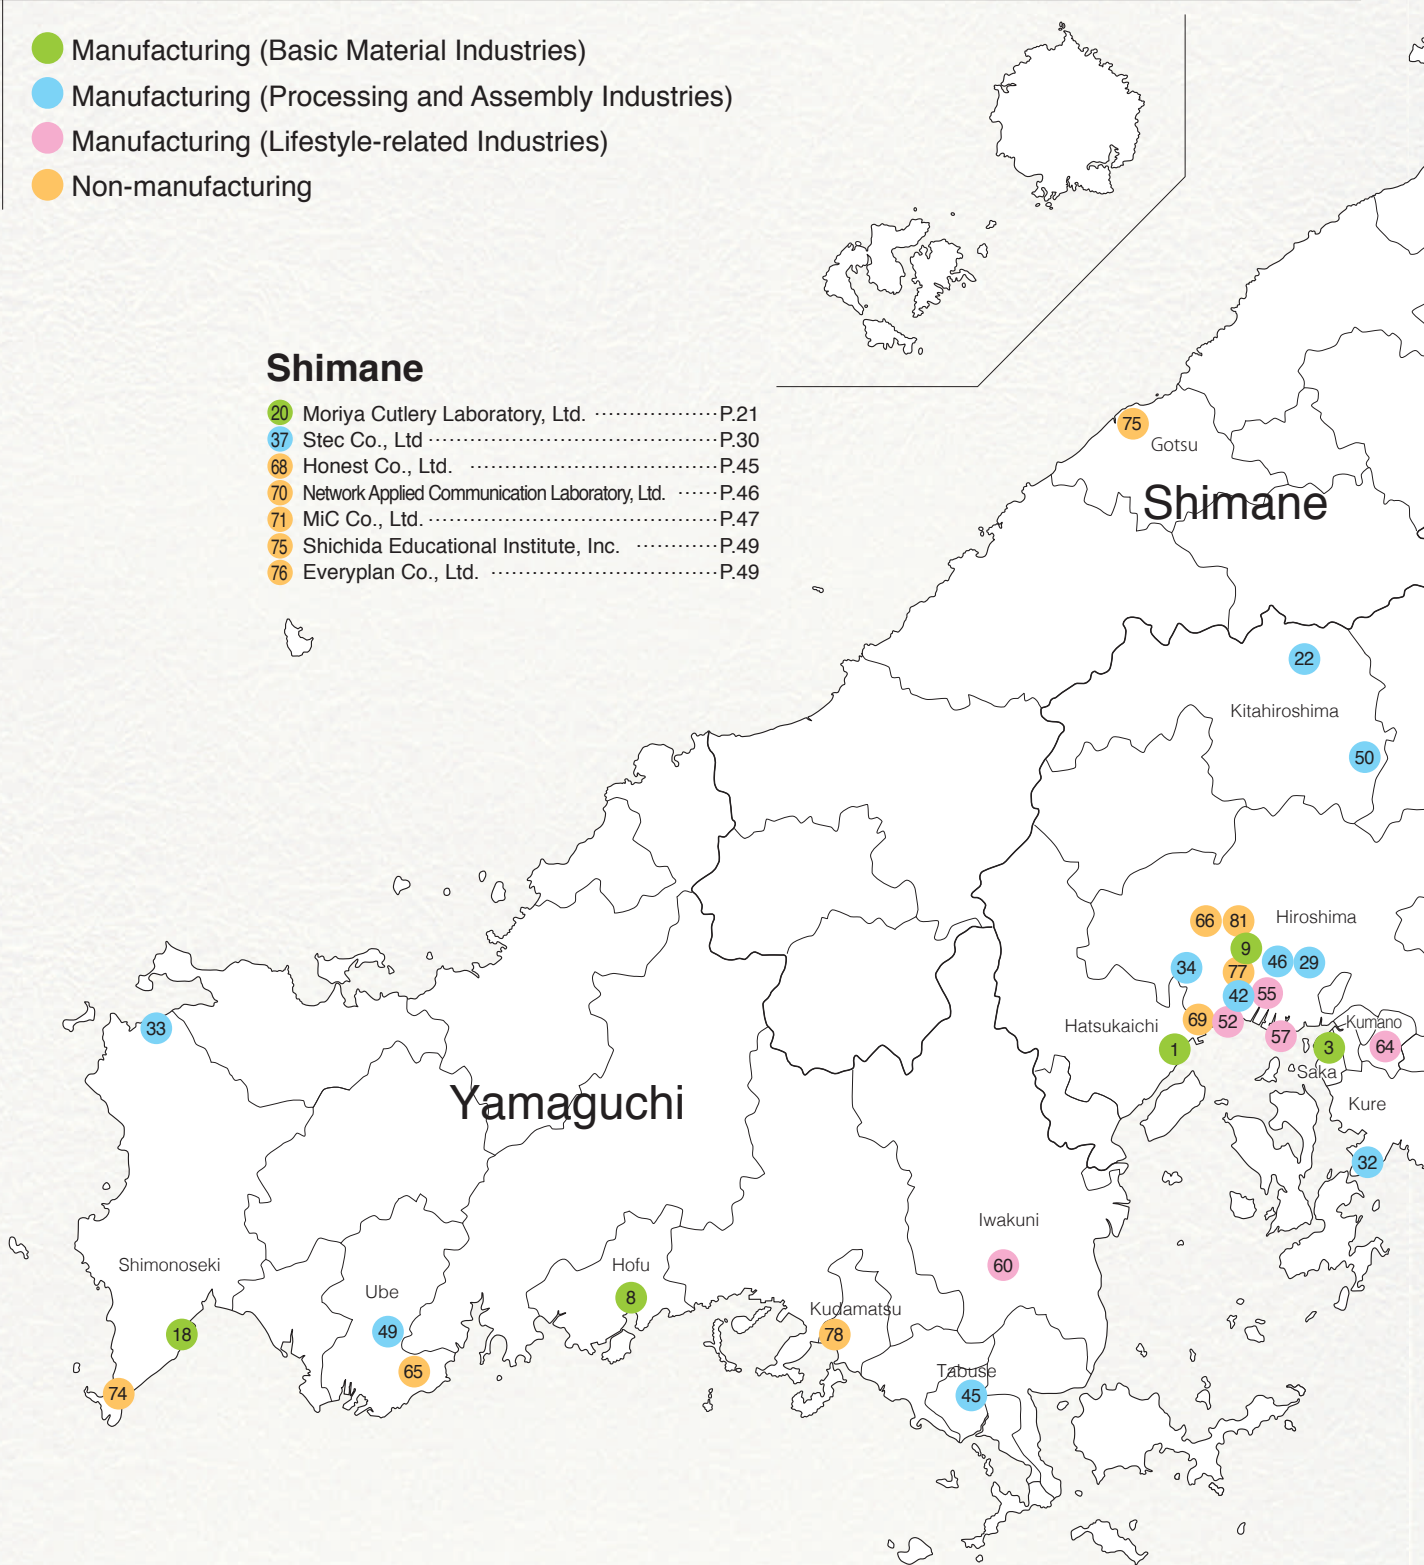 Manufacturing (Basic Material Industries)
Manufacturing (Processing and Assembly Industries)
Manufacturing (Lifestyle-related Industries)
Non-manufacturing
Shimane
20 Moriya Cutlery Laboratory, Ltd. ·················· P.21
37 Stec Co., Ltd ··········································· P.30
68 Honest Co., Ltd. ····································· P.45
70 Network Applied Communication Laboratory, Ltd. ······ P.46
71 MiC Co., Ltd. ··········································· P.47
75 Shichida Educational Institute, Inc. ············ P.49
76 Everyplan Co., Ltd. ·································· P.49
75
Gotsu
Shimane
22
Kitahiroshima
50
66 81 Hiroshima
9
34 77 46 29
42 55
69 52
Hatsukaichi
Kumano
57
1 3 64
Saka
Kure
32
33
Yamaguchi
Iwakuni
60
Shimonoseki
Hofu
8
Ube
49
18
Kudamatsu
78
65
74
Tabuse
45